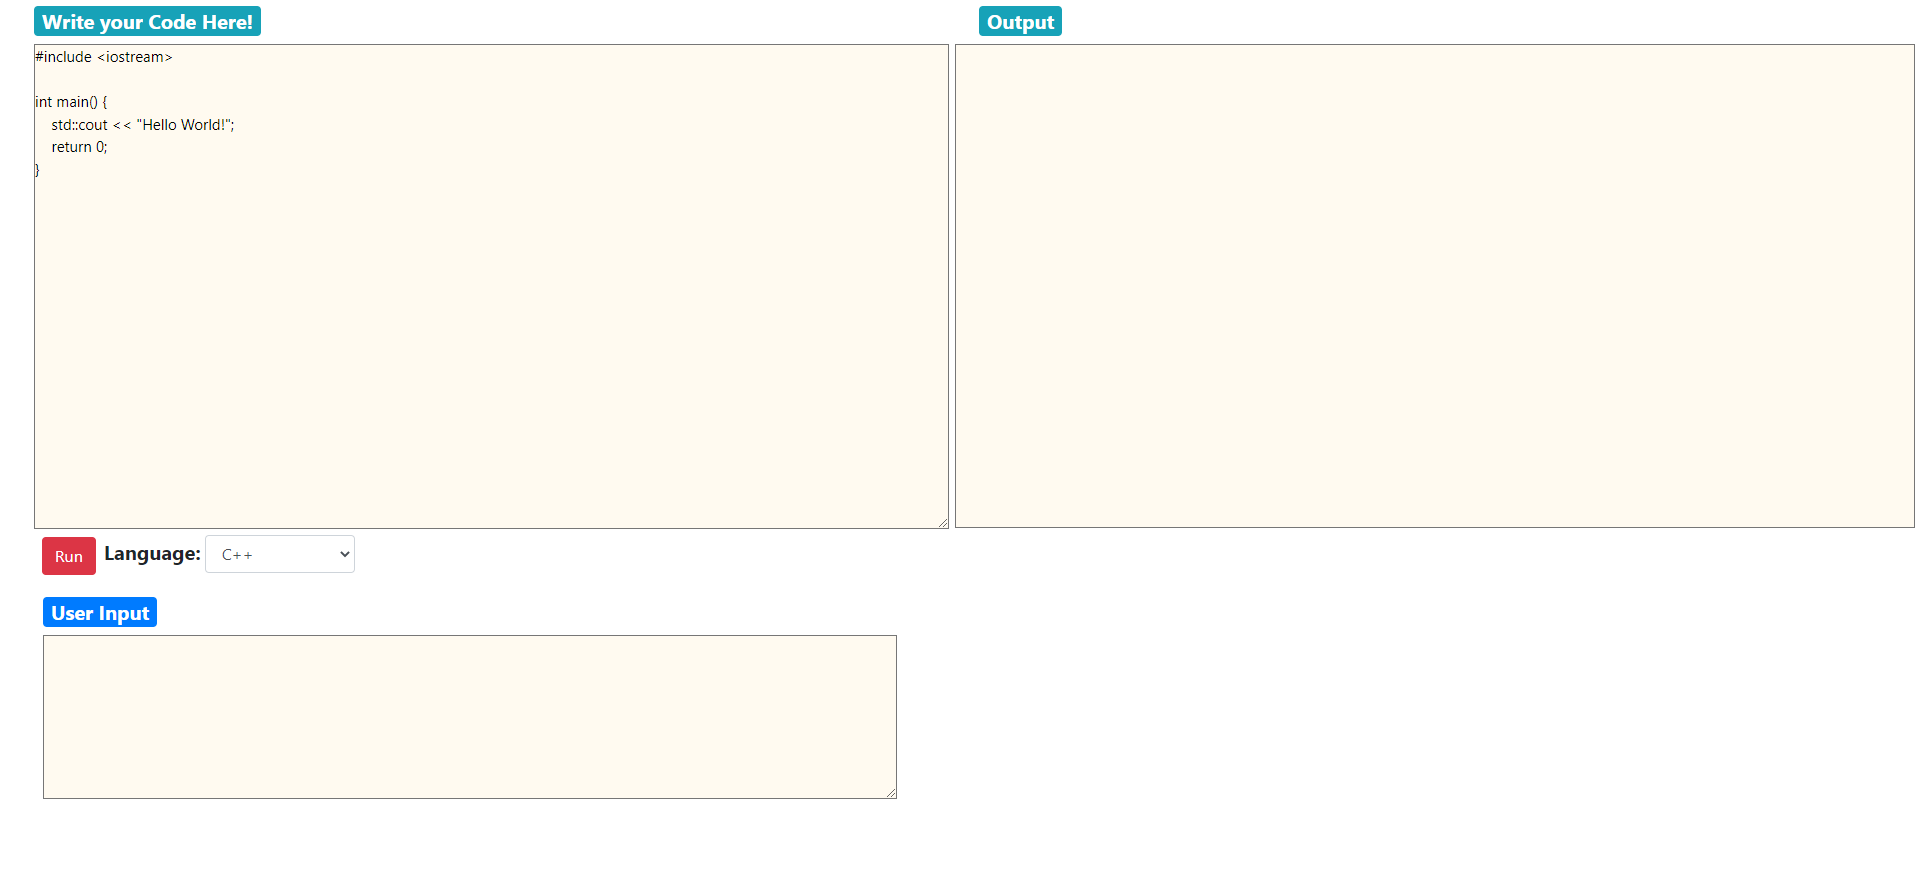 Write your Code Here!
#include <iostream>

int main() {
    std::cout << "Hello World!";
    return 0;
}
Output
Run Language: C++
User Input